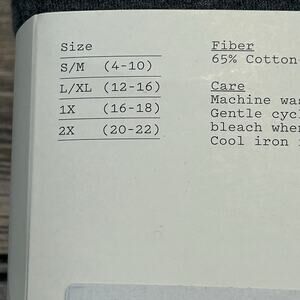 Size
S/M (4-10)
L/XL (12-16)
1X (16-18)
2X (20-22)
Fiber
65% Cotton
Care
Machine
Gentle
bleach
Cool iron